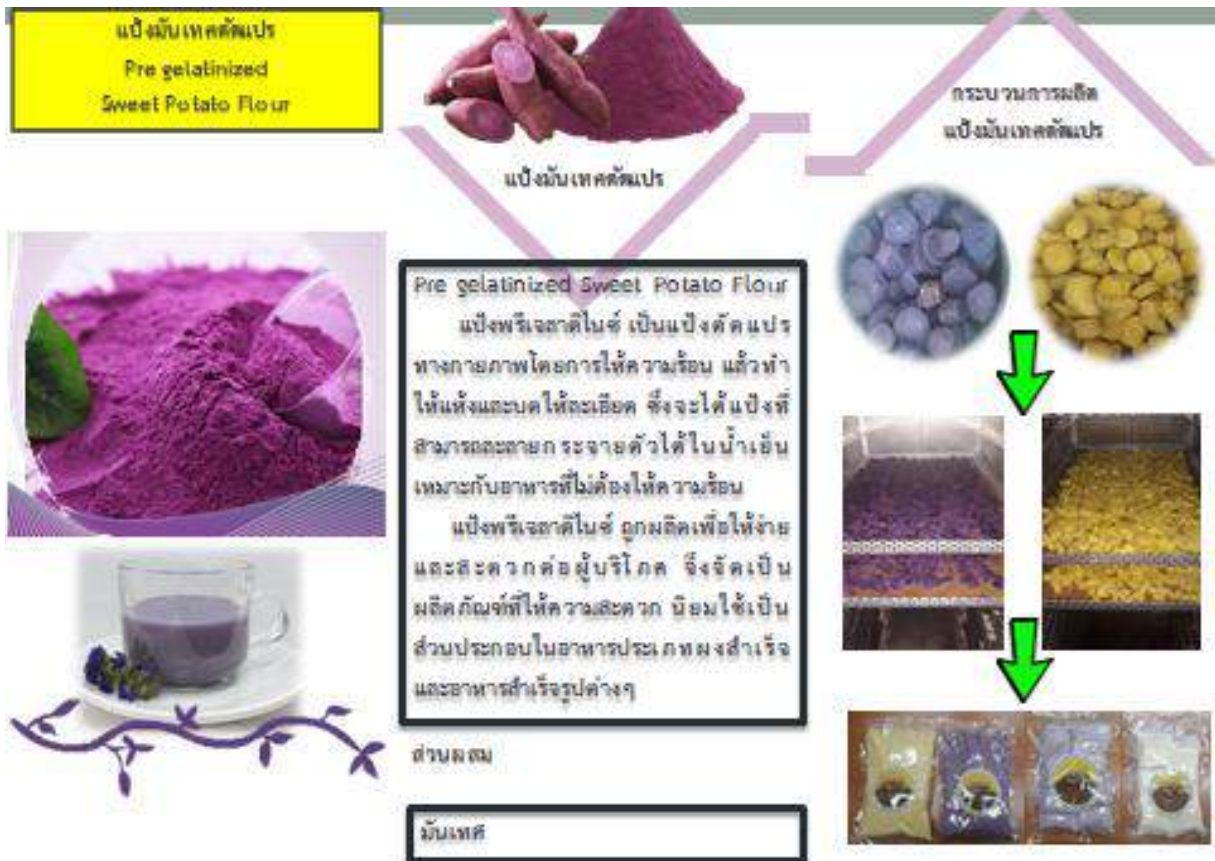 แป้งมันเทศดัดแปร
Pre gelatinized
Sweet Potato Flour
แป้งมันเทศดัดแปร
Pre gelatinized Sweet Potato Flour
แป้งพรีเจลาติไนซ์ เป็นแป้งดัดแปร
ทางกายภาพโดยการให้ความร้อน แล้วทำ
ให้แห้งและบดให้ละเอียด ซึ่งจะได้แป้งที่
สามารถละลายกระจายตัวได้ในน้ำเย็น
เหมาะกับอาหารที่ไม่ต้องให้ความร้อน
แป้งพรีเจลาติไนซ์ ถูกผลิตเพื่อให้ง่าย
และสะดวกต่อผู้บริโภค จึงจัดเป็น
ผลิตภัณฑ์ที่ให้ความสะดวก นิยมใช้เป็น
ส่วนประกอบในอาหารประเภทผงสำเร็จ
และอาหารสำเร็จรูปต่างๆ
ส่วนผสม
มันเทศ
กระบวนการผลิต
แป้งมันเทศดัดแปร